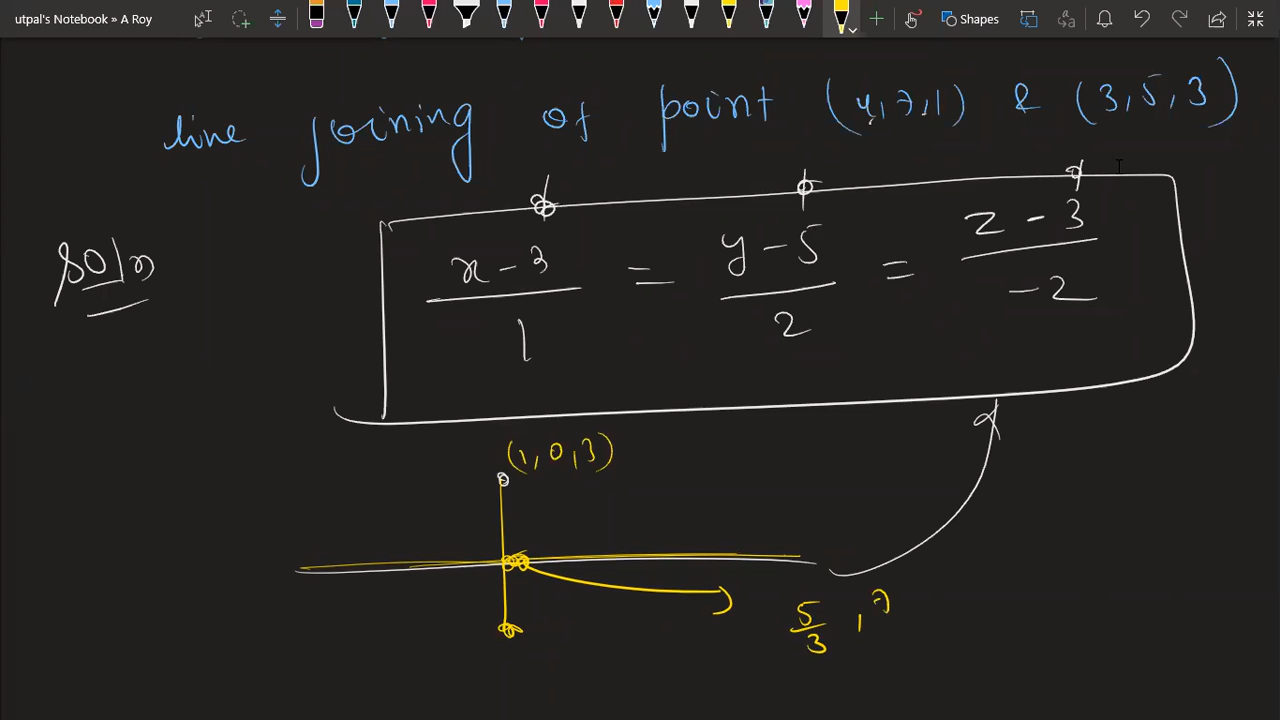 utpal's Notebook » A Roy
Shapes
line joining of point (4,7,1) & (3,5,3)
Soln
x - 3 / 1 = y - 5 / 2 = z - 3 / -2
(1,0,3)
5/3 ,